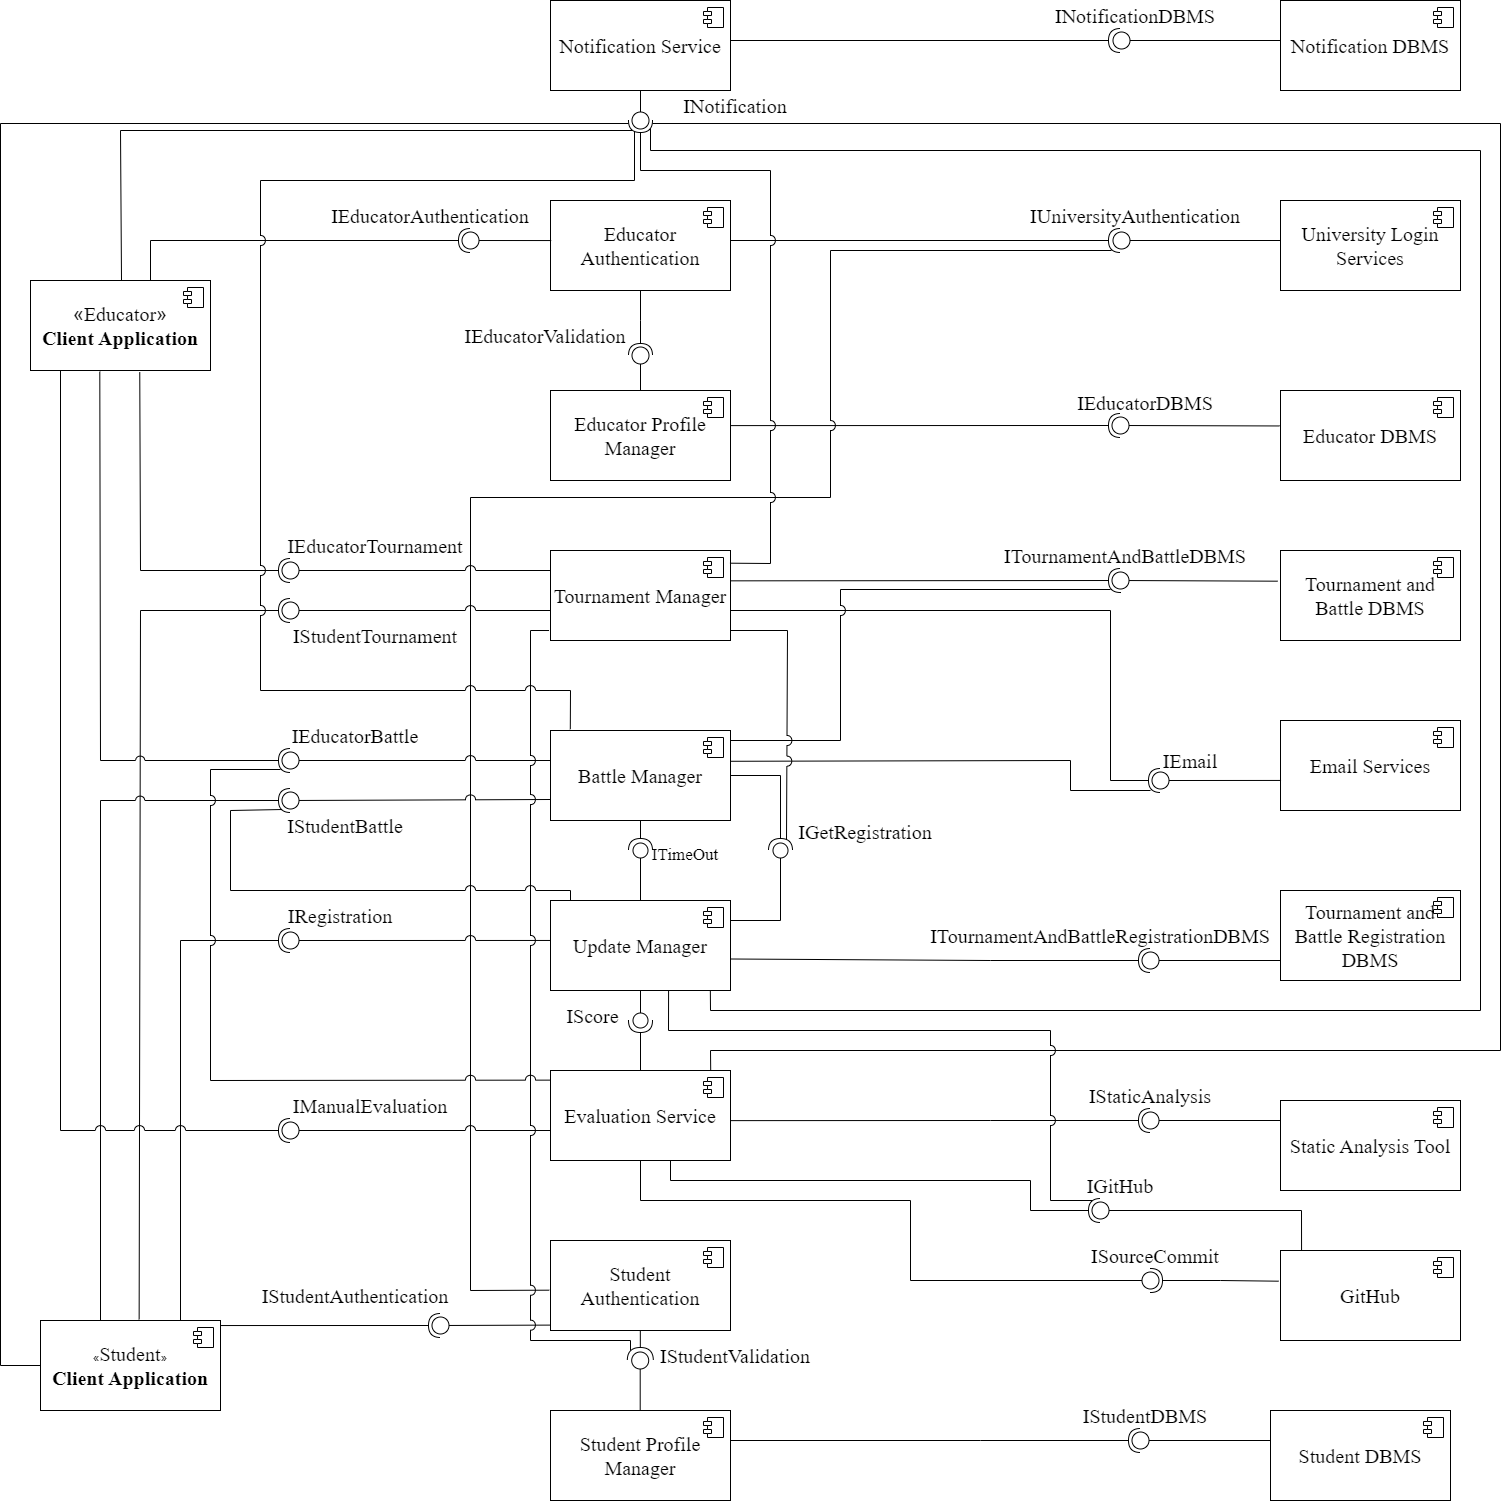 INotificationDBMS
Notification Service
Notification DBMS
INotification
IEducatorAuthentication
IUniversityAuthentication
Educator
Authentication
University Login
Services
«Educator»
Client Application
IEducatorValidation
IEducatorDBMS
Educator Profile
Manager
Educator DBMS
IEducatorTournament
ITournamentAndBattleDBMS
Tournament Manager
Tournament and
Battle DBMS
IStudentTournament
IEducatorBattle
IEmail
Battle Manager
Email Services
IStudentBattle
IGetRegistration
ITimeOut
IRegistration
Update Manager
ITournamentAndBattleRegistrationDBMS
Tournament and
Battle Registration
DBMS
IScore
IManualEvaluation
Evaluation Service
IStaticAnalysis
Static Analysis Tool
IGitHub
ISourceCommit
Student
Authentication
GitHub
IStudentAuthentication
«Student»
Client Application
IStudentValidation
IStudentDBMS
Student Profile
Manager
Student DBMS